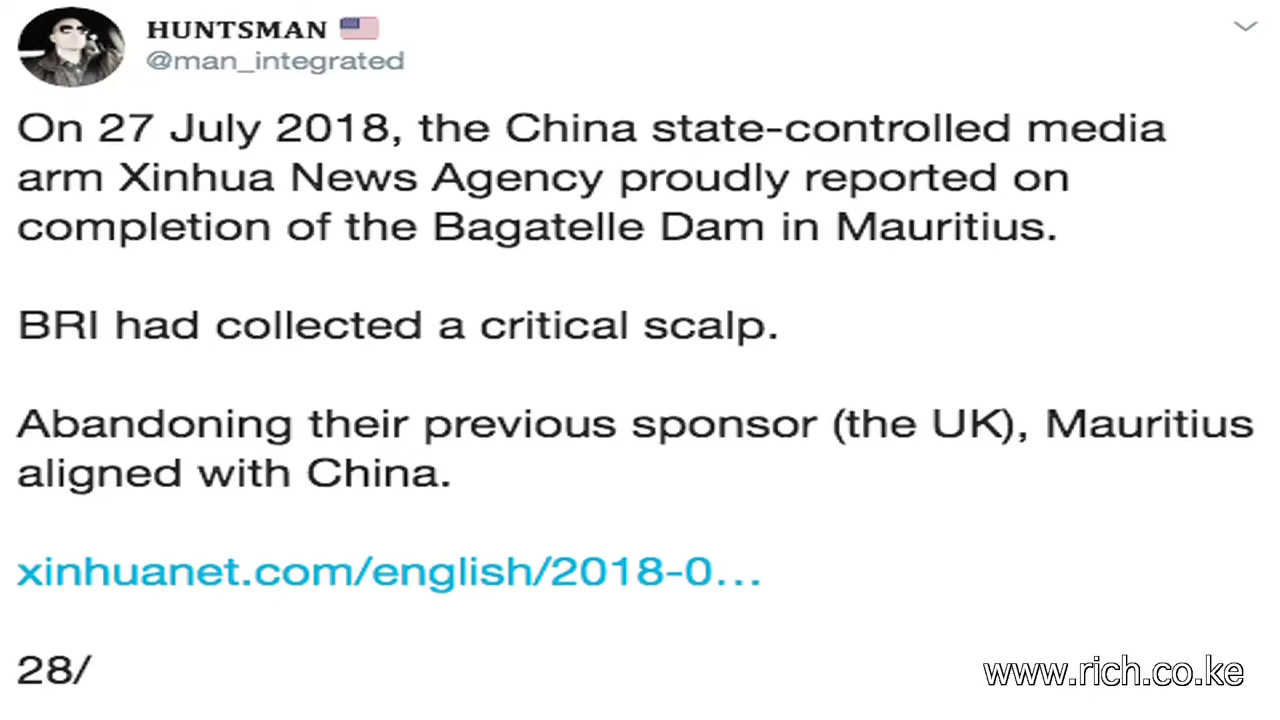 HUNTSMAN 🇺🇸
@man_integrated
On 27 July 2018, the China state-controlled media
arm Xinhua News Agency proudly reported on
completion of the Bagatelle Dam in Mauritius.
BRI had collected a critical scalp.
Abandoning their previous sponsor (the UK), Mauritius
aligned with China.
xinhuanet.com/english/2018-0...
28/
www.rich.co.ke